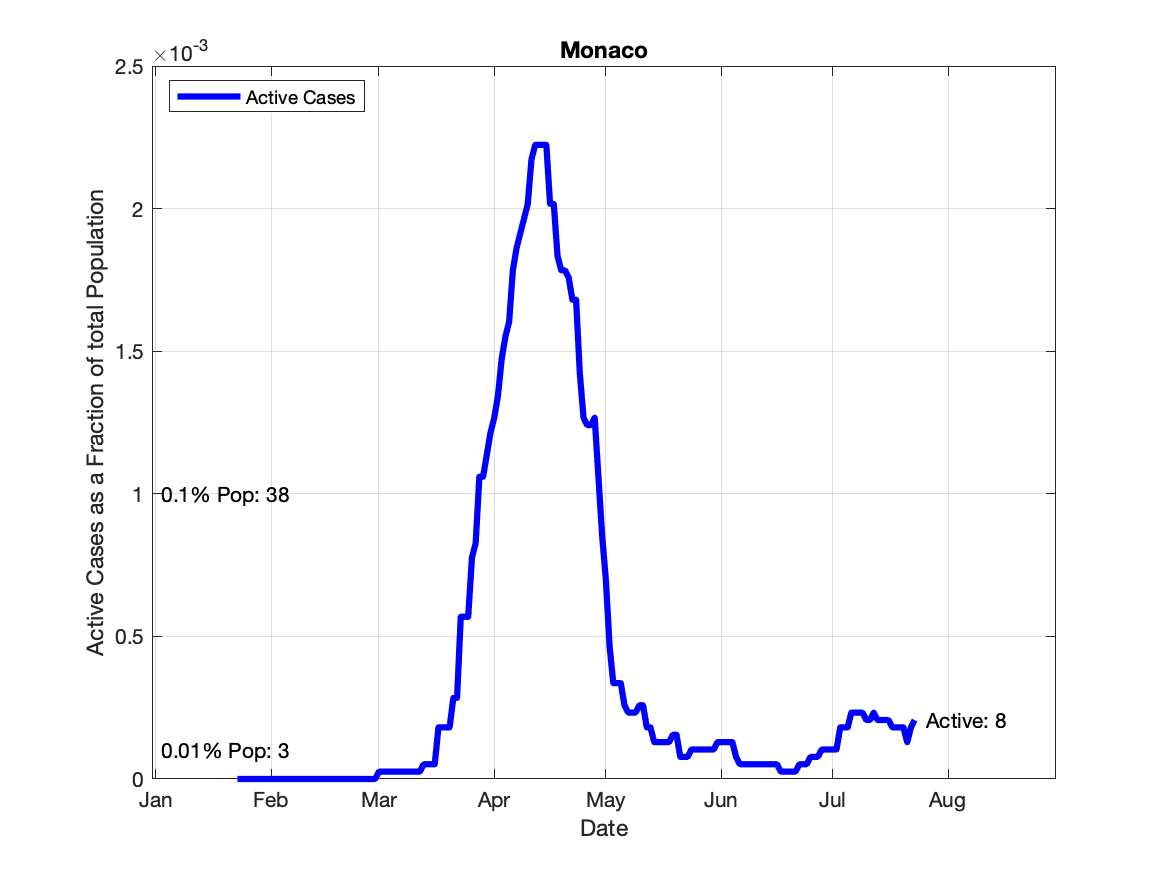 Monaco
×10-3
2.5
Active Cases
2
1.5
1
0.1% Pop: 38
0.5
0.01% Pop: 3
0
Active: 8
Active Cases as a Fraction of total Population
Jan Feb Mar Apr May Jun Jul Aug
Date